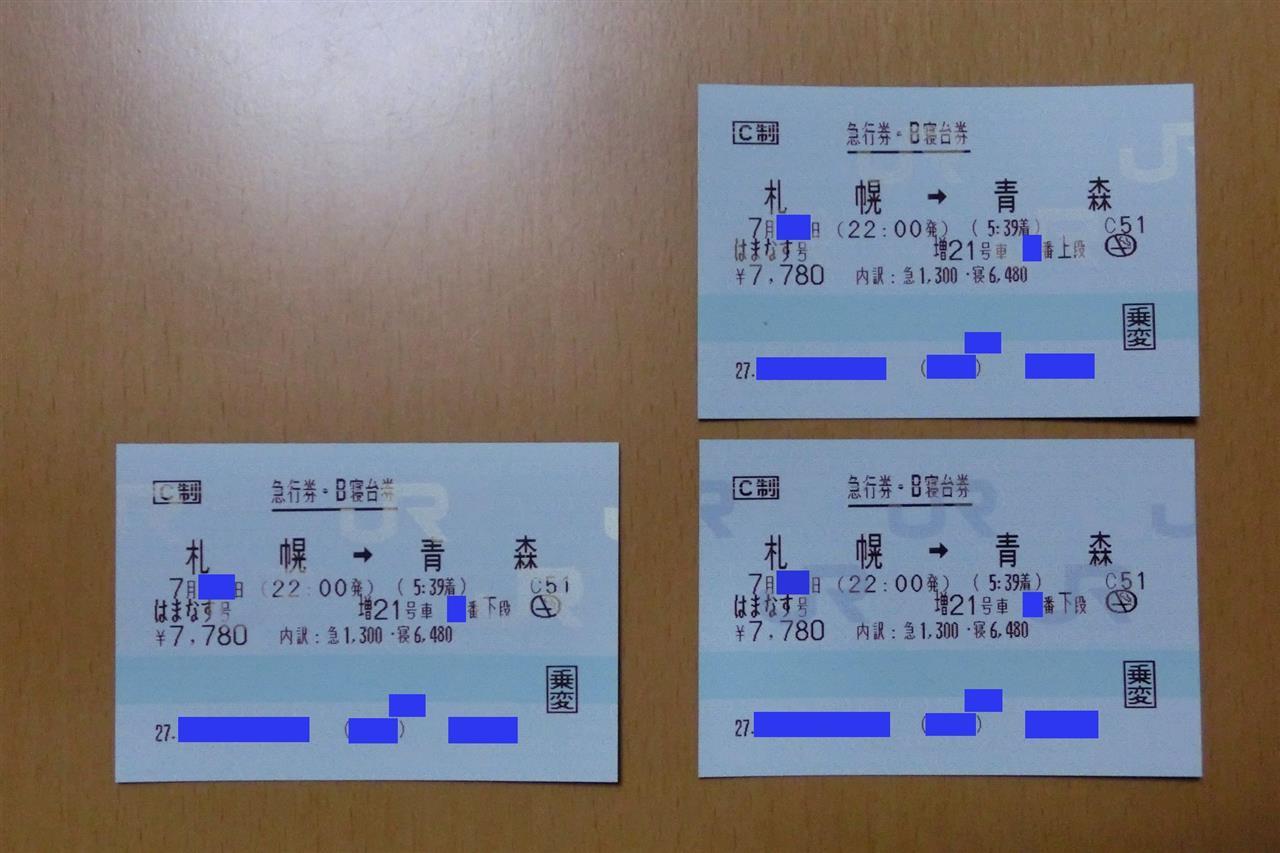 C制 急行券・B寝台券
札幌 → 青森
7月 日 (22:00発) (5:39着) C51
はまなす号 増21号車 番上段
¥7,780 内訳:急1,300・寝6,480
乗変
27.
C制 急行券・B寝台券
札幌 → 青森
7月 日 (22:00発) (5:39着) C51
はまなす号 増21号車 番下段
¥7,780 内訳:急1,300・寝6,480
乗変
27.
C制 急行券・B寝台券
札幌 → 青森
7月 日 (22:00発) (5:39着) C51
はまなす号 増21号車 番下段
¥7,780 内訳:急1,300・寝6,480
乗変
27.